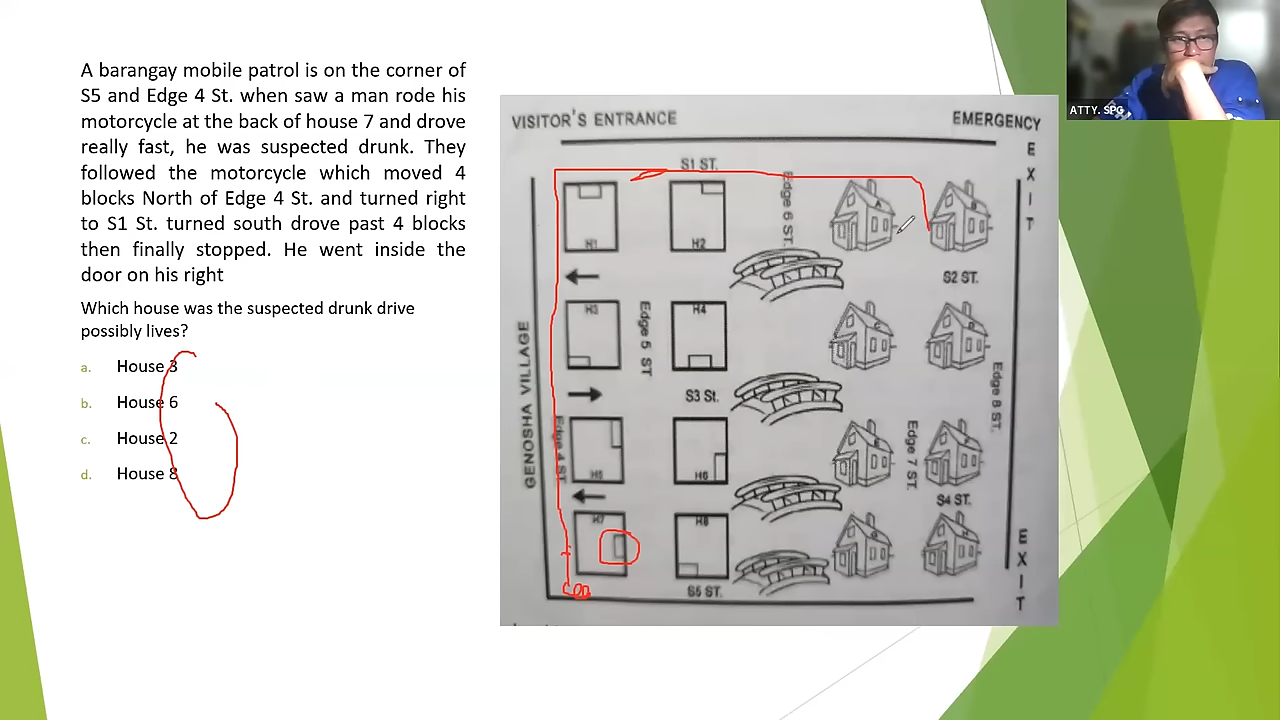 A barangay mobile patrol is on the corner of
S5 and Edge 4 St. when saw a man rode his
motorcycle at the back of house 7 and drove
really fast, he was suspected drunk. They
followed the motorcycle which moved 4
blocks North of Edge 4 St. and turned right
to S1 St. turned south drove past 4 blocks
then finally stopped. He went inside the
door on his right
Which house was the suspected drunk drive
possibly lives?
a. House 3
b. House 6
c. House 2
d. House 8
ATTY. SPG
VISITOR'S ENTRANCE
EMERGENCY
EXIT
S1 ST.
Edge 6 ST.
H1
H2
A
B
S2 ST.
H3
Edge 5 ST
H4
C
GENOSHA VILLAGE
Edge 8 ST.
S3 St.
Edge 4 ST.
H5
H6
Edge 7 ST.
S4 ST.
H7
H8
EXIT
S5 ST.